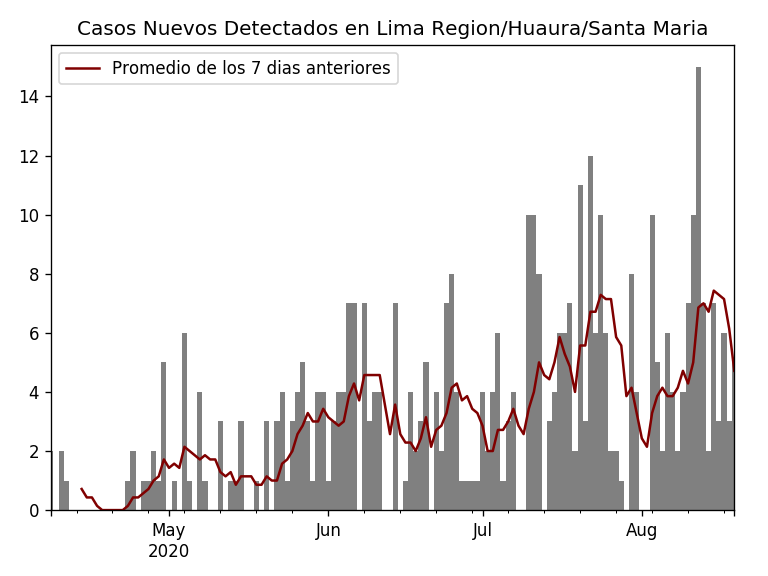 Casos Nuevos Detectados en Lima Region/Huaura/Santa Maria
Promedio de los 7 dias anteriores
14
12
10
8
6
4
2
0
May
2020
Jun
Jul
Aug